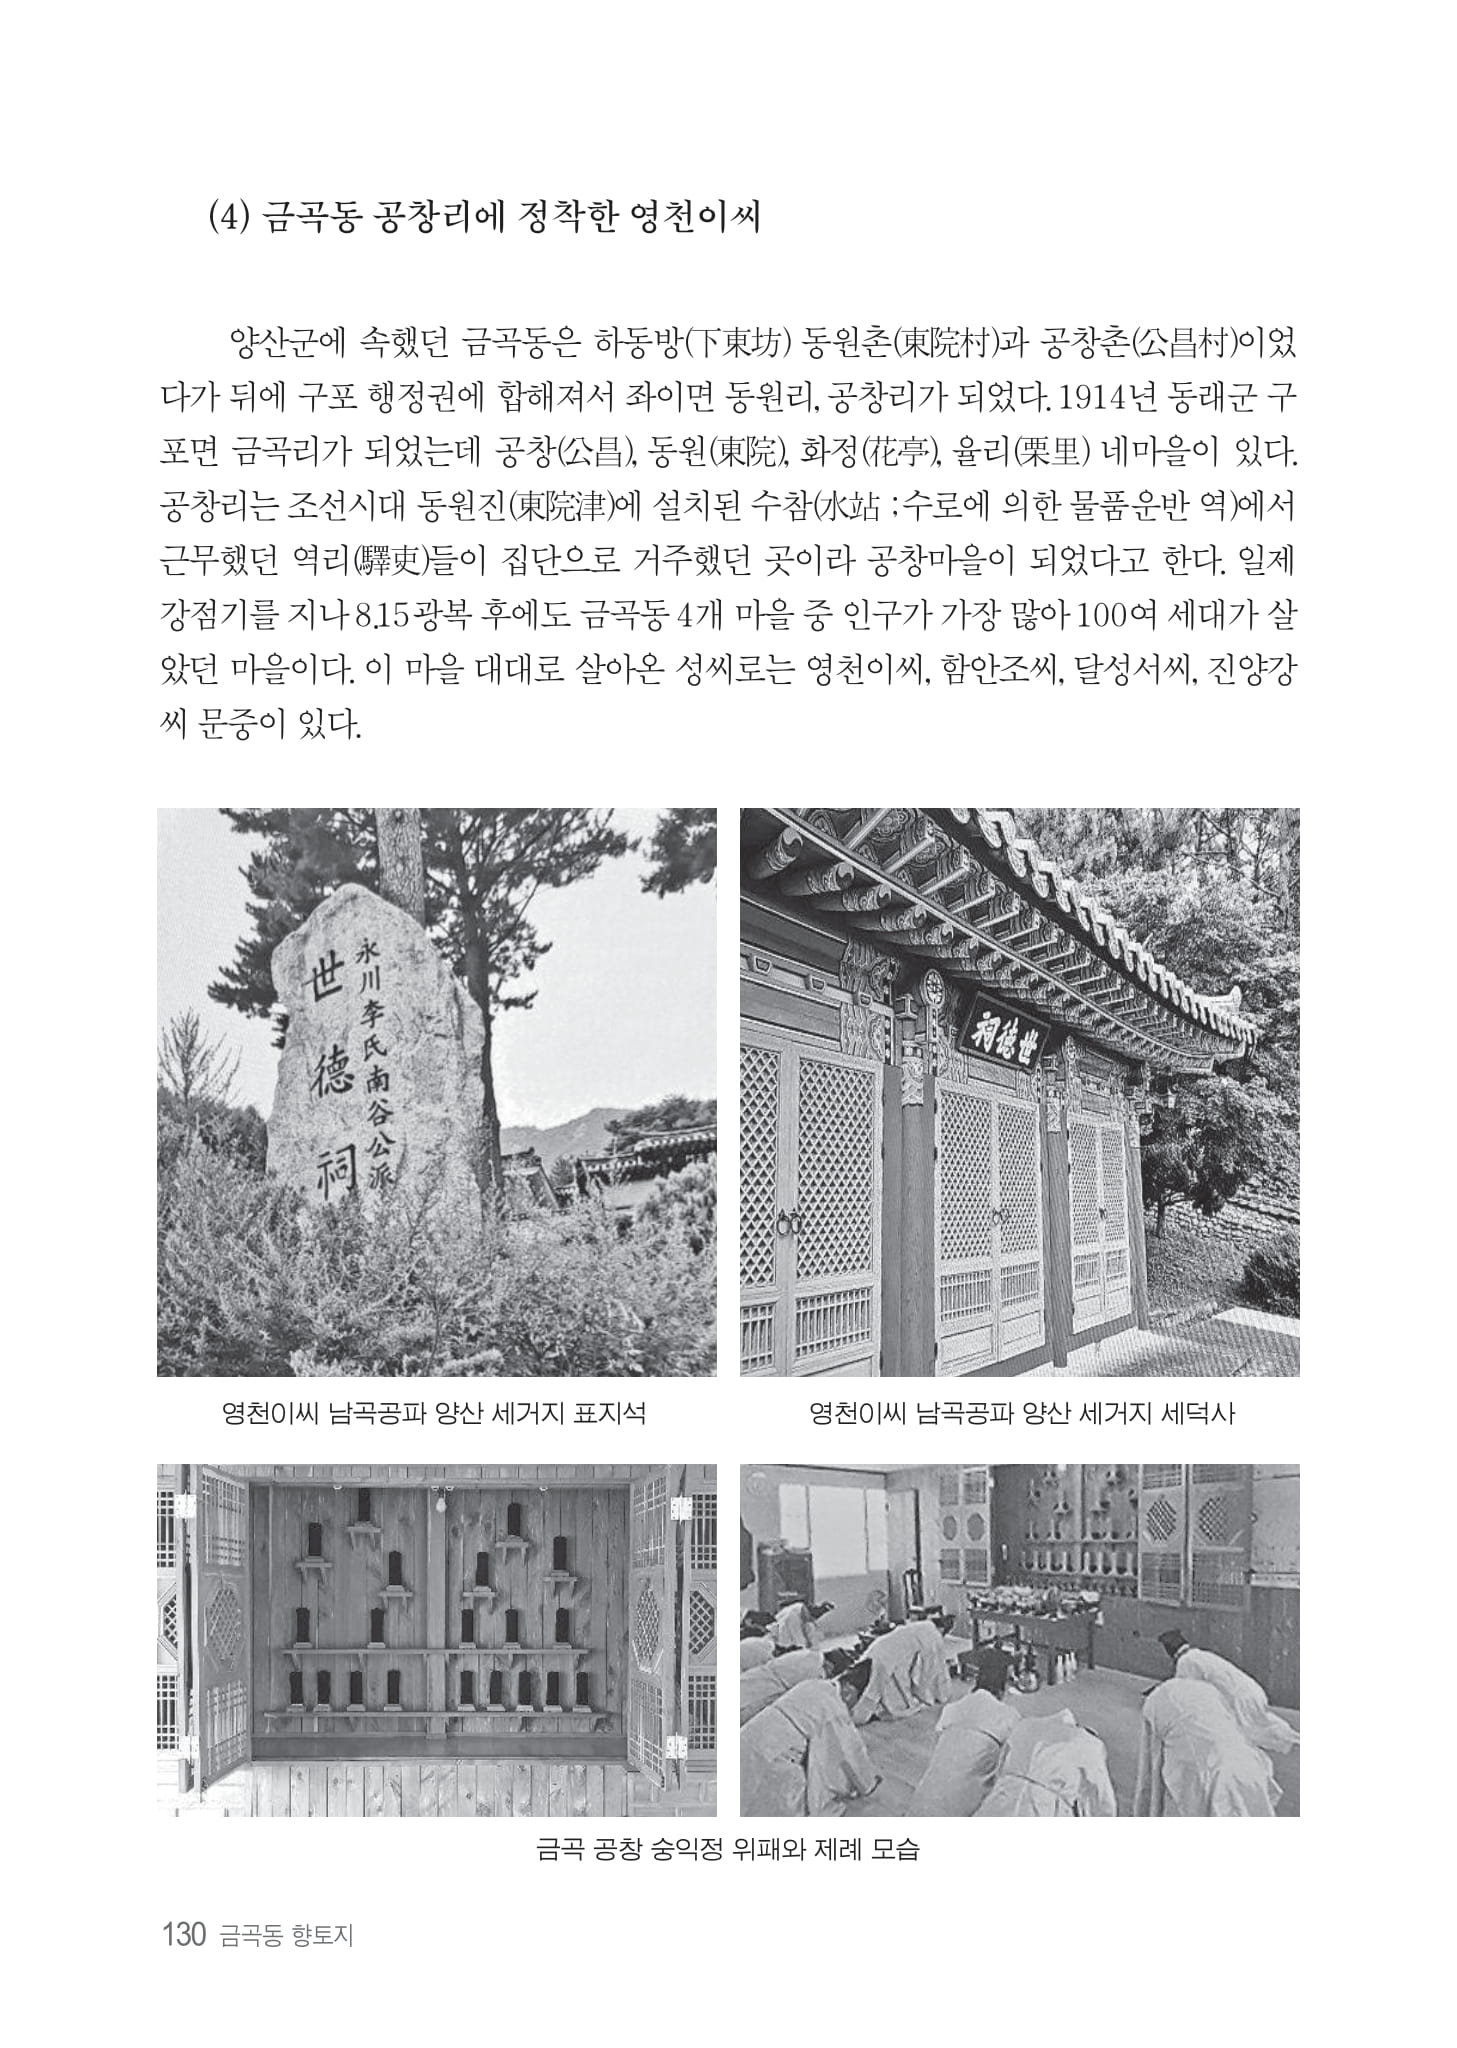 (4) 금곡동 공창리에 정착한 영천이씨
양산군에 속했던 금곡동은 하동방(下東坊) 동원촌(東院村)과 공창촌(公昌村)이었
다가 뒤에 구포 행정권에 합해져서 좌이면 동원리, 공창리가 되었다. 1914년 동래군 구
포면 금곡리가 되었는데 공창(公昌), 동원(東院), 화정(花亭), 율리(栗里) 네마을이 있다.
공창리는 조선시대 동원진(東院津)에 설치된 수참(水站 ;수로에 의한 물품운반 역)에서
근무했던 역리(驛吏)들이 집단으로 거주했던 곳이라 공창마을이 되었다고 한다. 일제
강점기를 지나 8.15광복 후에도 금곡동 4개 마을 중 인구가 가장 많아 100여 세대가 살
았던 마을이다. 이 마을 대대로 살아온 성씨로는 영천이씨, 함안조씨, 달성서씨, 진양강
씨 문중이 있다.
永川李氏南谷公派
世德祠
祠德世
영천이씨 남곡공파 양산 세거지 표지석
영천이씨 남곡공파 양산 세거지 세덕사
금곡 공창 숭익정 위패와 제례 모습
130 금곡동 향토지